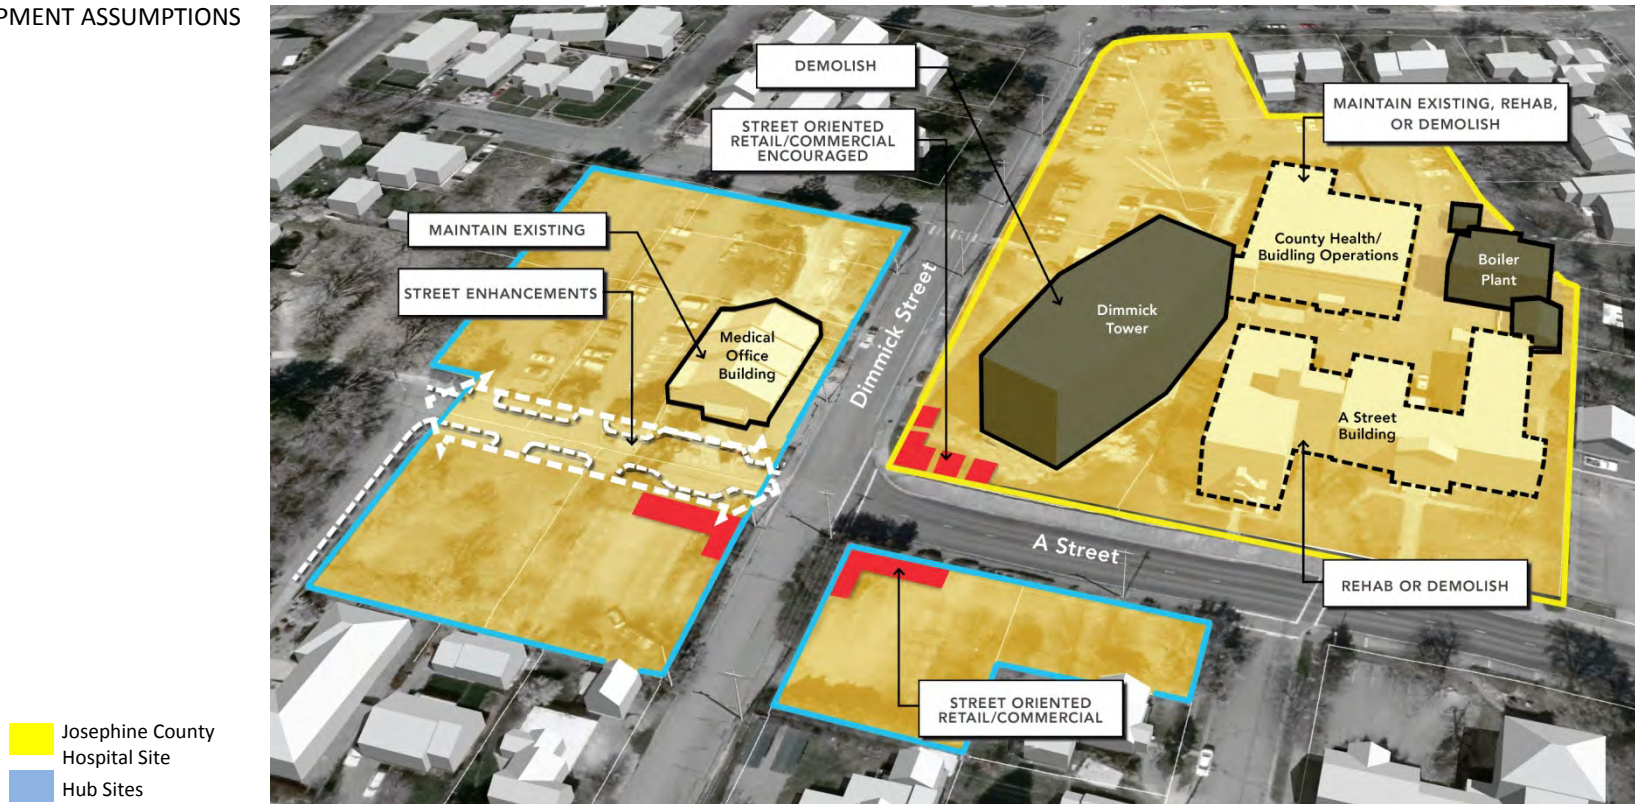 PMENT ASSUMPTIONS
DEMOLISH
STREET ORIENTED
RETAIL/COMMERCIAL
ENCOURAGED
MAINTAIN EXISTING, REHAB,
OR DEMOLISH
MAINTAIN EXISTING
STREET ENHANCEMENTS
County Health/
Buidling Operations
Boiler
Plant
Dimmick
Tower
Medical
Office
Building
Dimmick Street
A Street
Building
A Street
REHAB OR DEMOLISH
STREET ORIENTED
RETAIL/COMMERCIAL
Josephine County
Hospital Site
Hub Sites